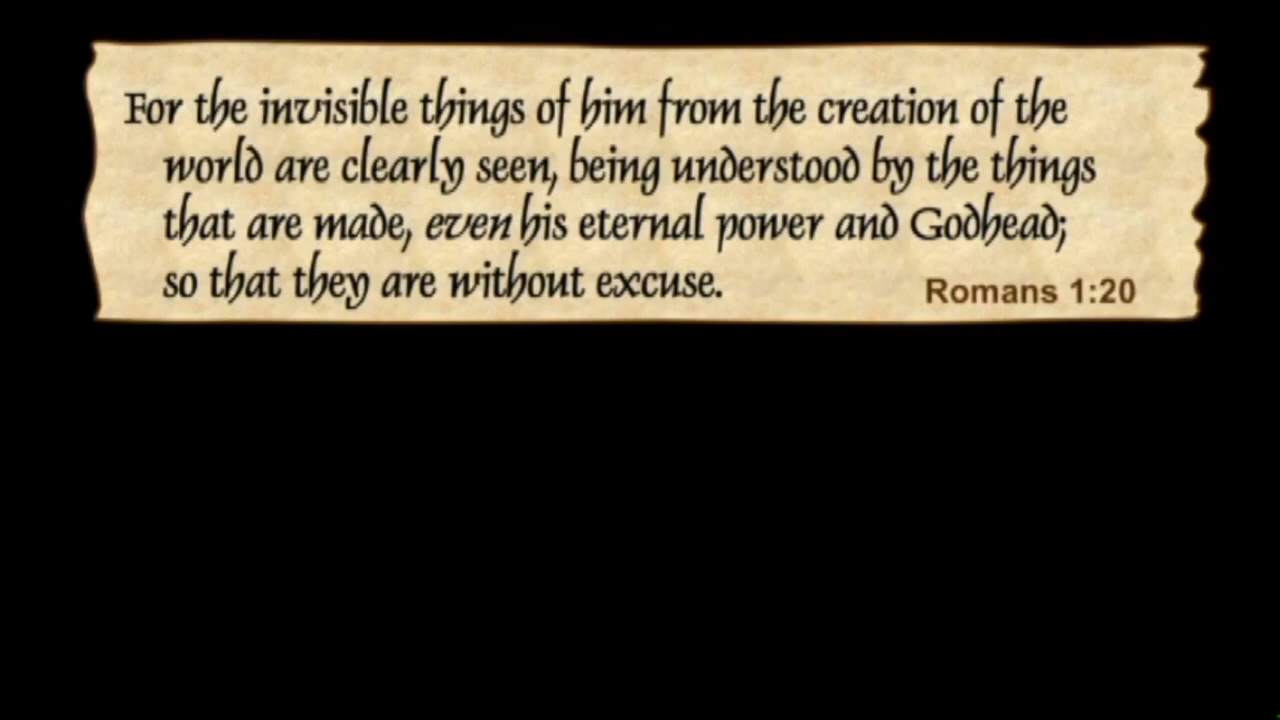 For the invisible things of him from the creation of the
world are clearly seen, being understood by the things
that are made, even his eternal power and Godhead;
so that they are without excuse.
Romans 1:20